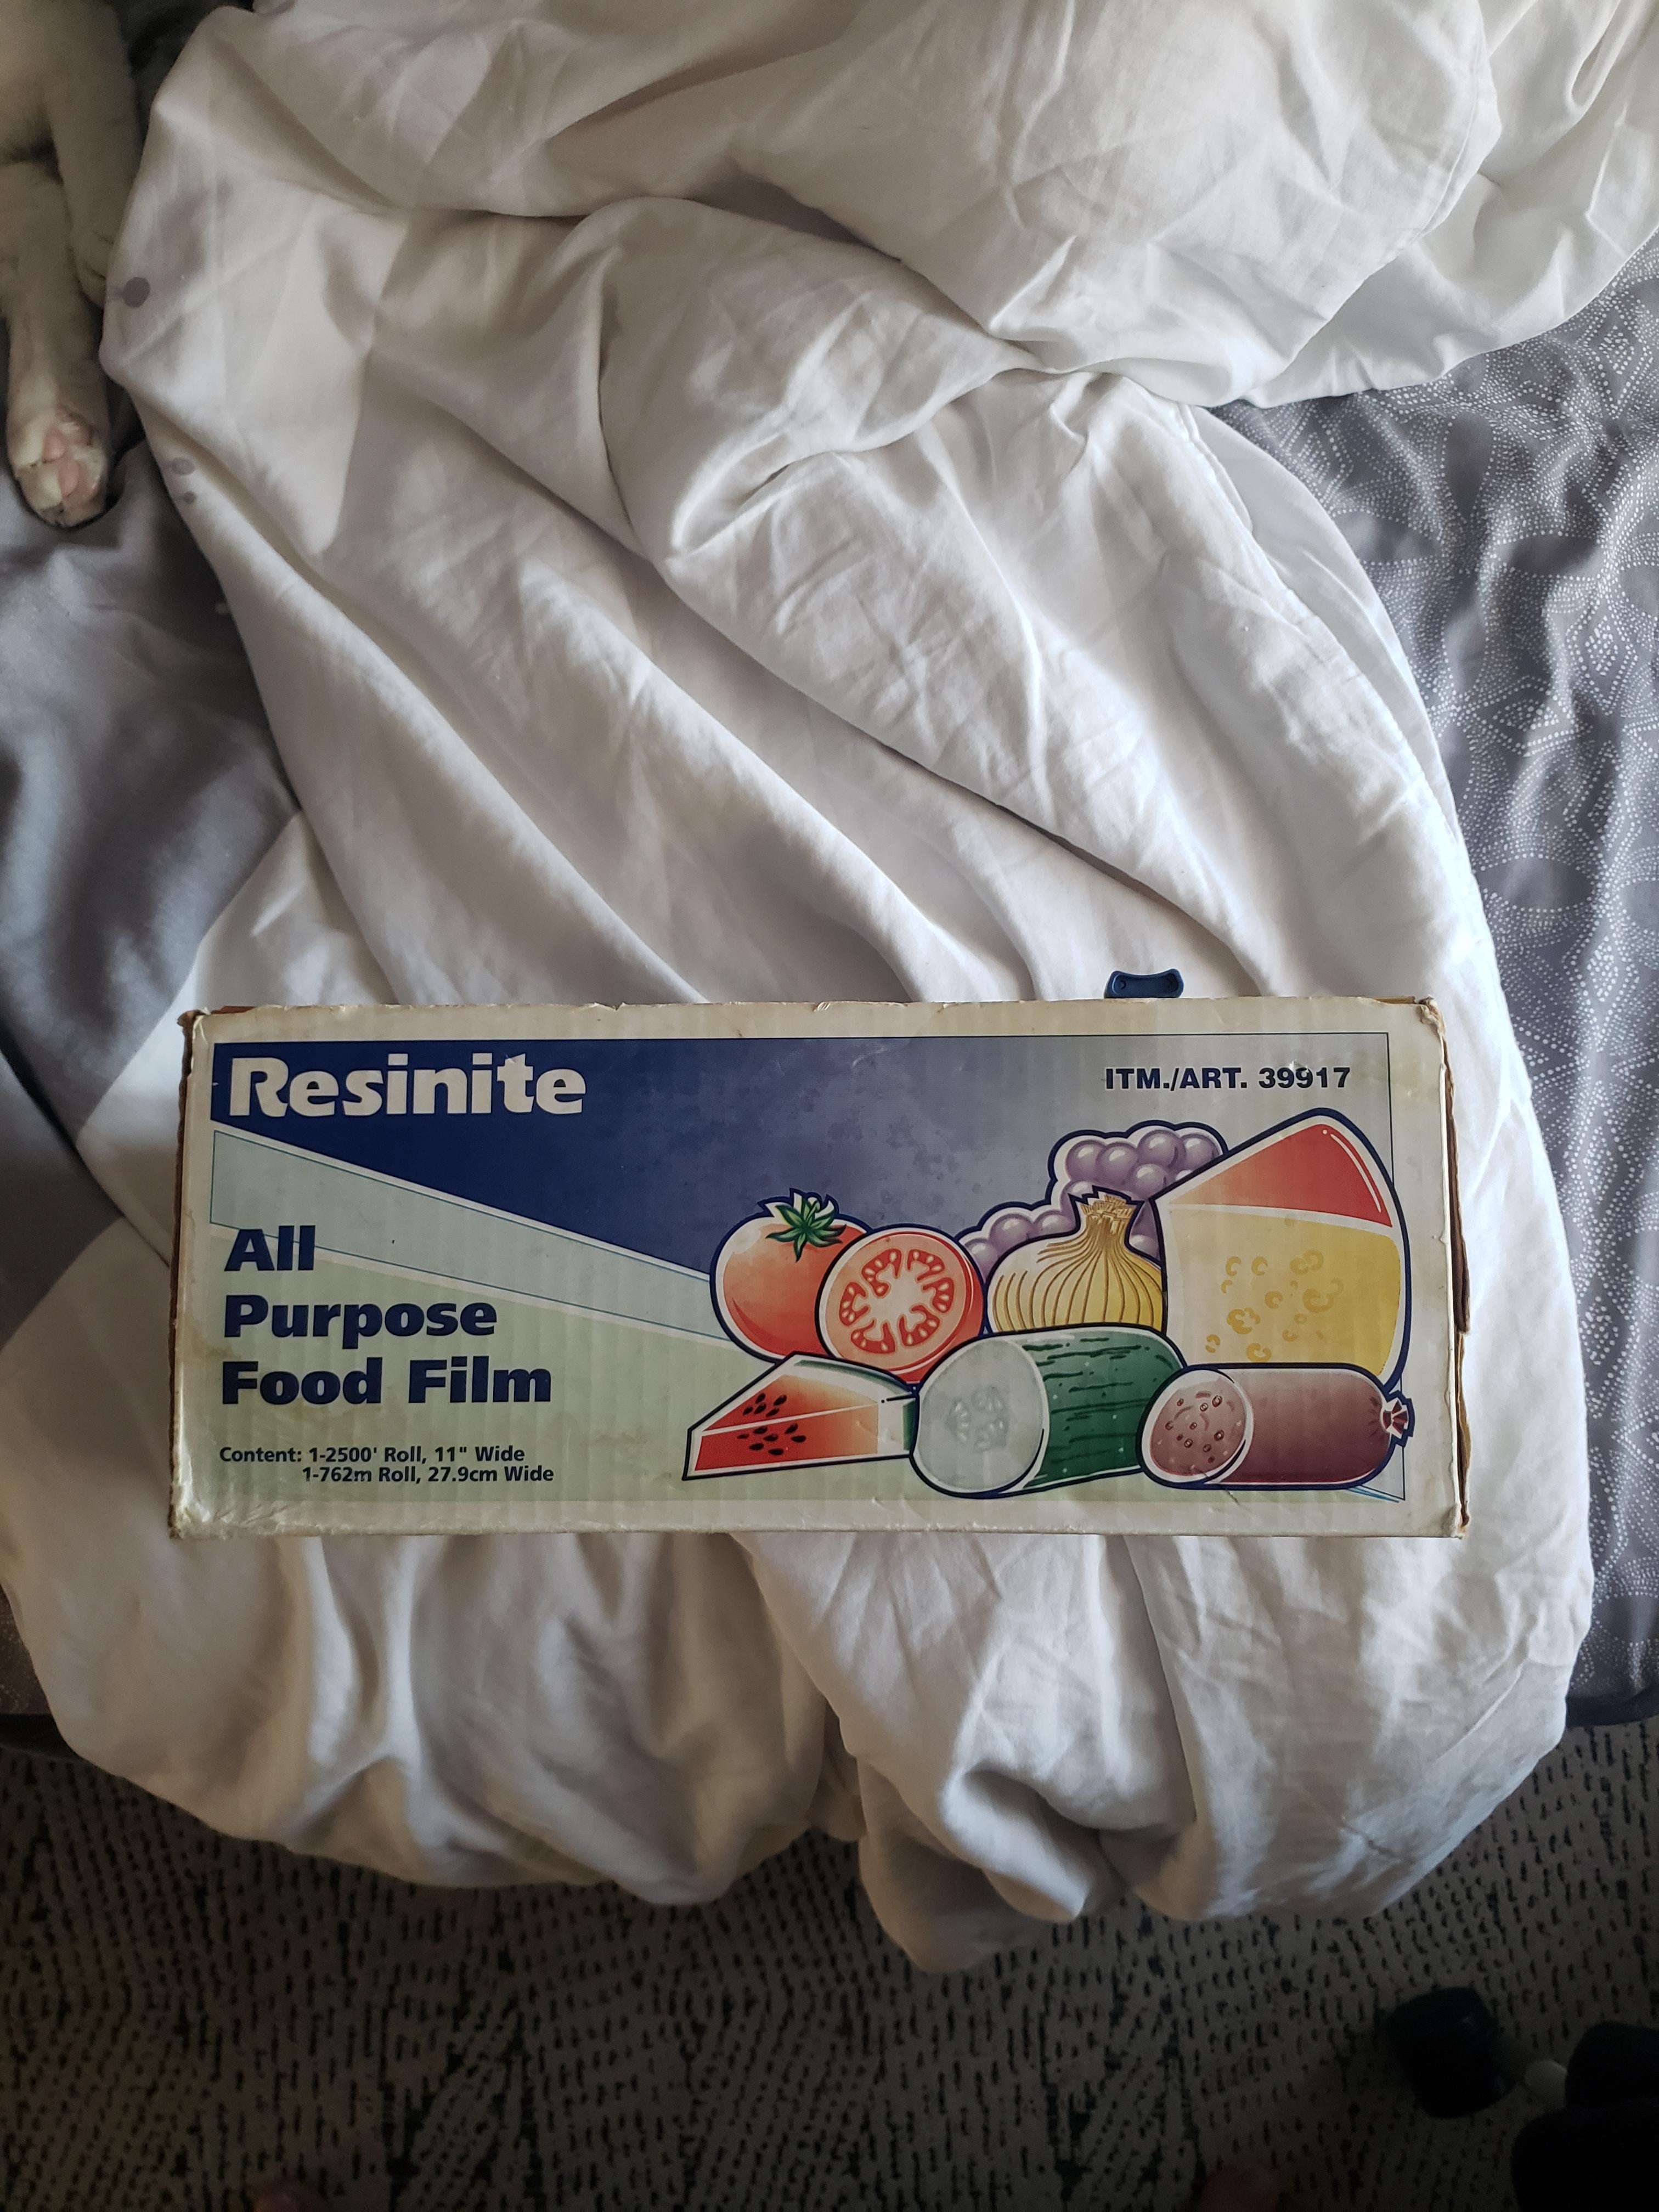 Resinite
ITM./ART. 39917
All
Purpose
Food Film
Content: 1-2500' Roll, 11" Wide
1-762m Roll, 27.9cm Wide